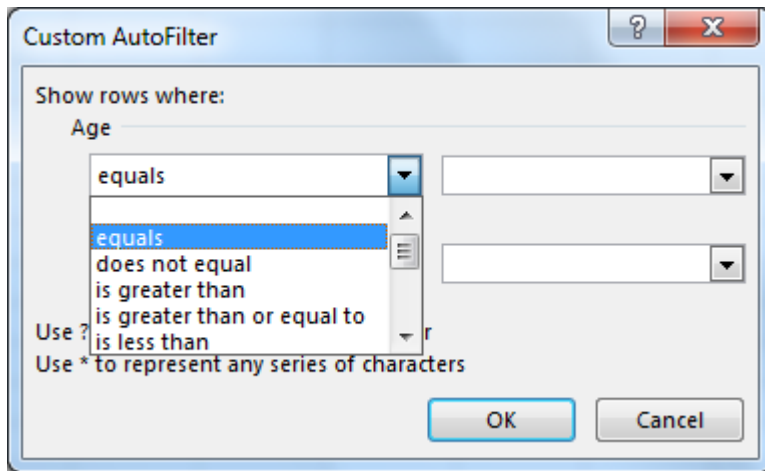 Custom AutoFilter
Show rows where:
Age
equals
equals
does not equal
is greater than
is greater than or equal to
is less than
Use ? r
Use * to represent any series of characters
OK Cancel